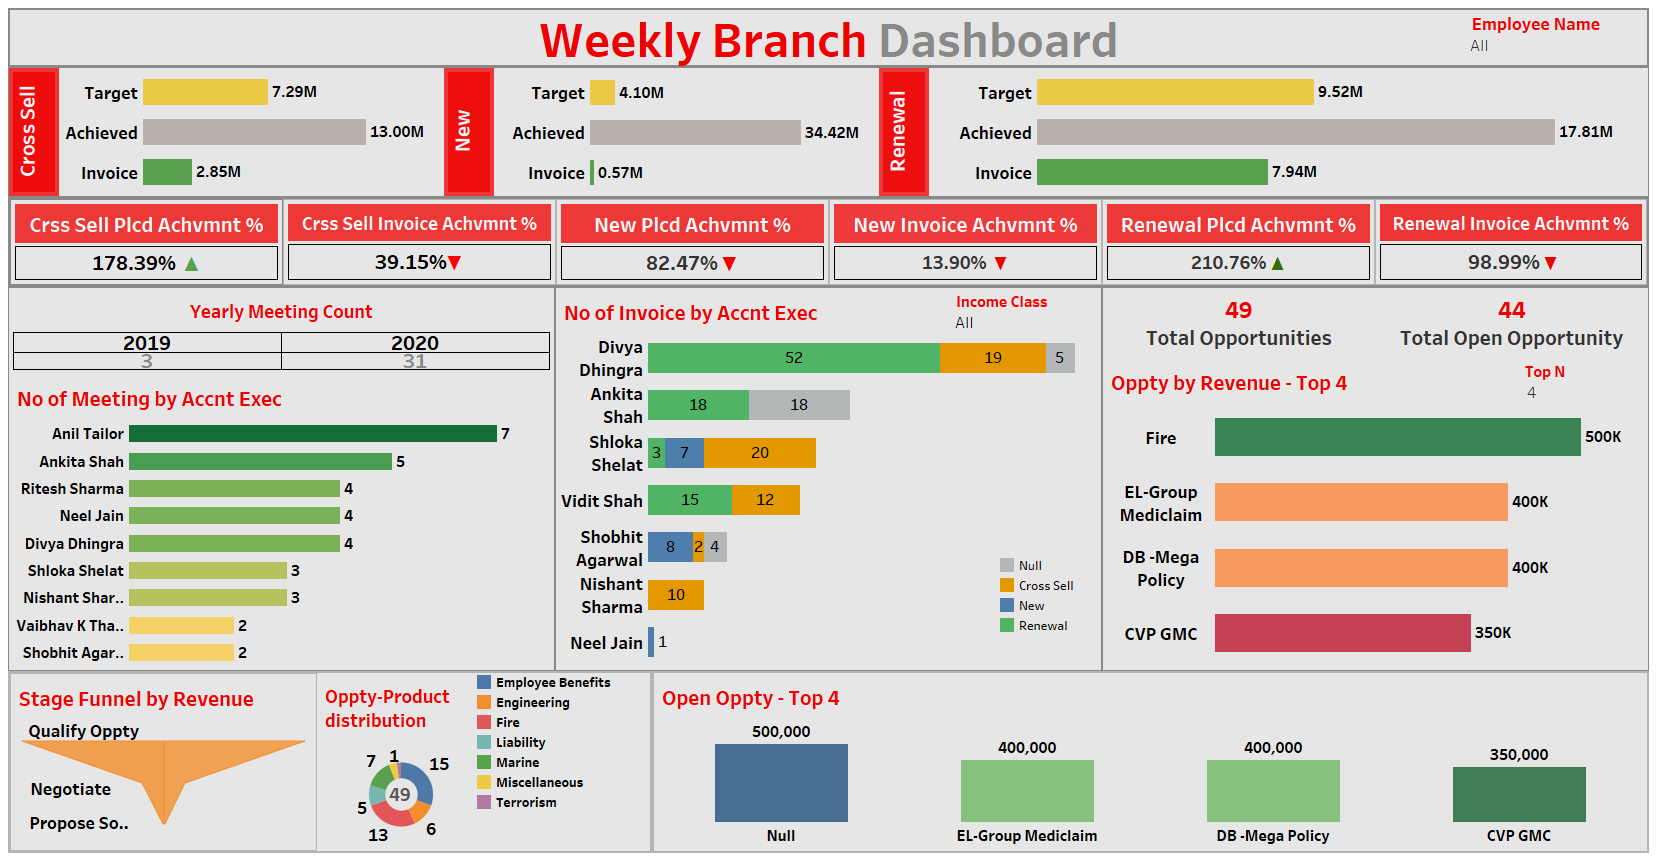 Weekly Branch Dashboard
Employee Name
All
Cross Sell
Target 7.29M
Achieved 13.00M
Invoice 2.85M
New
Target 4.10M
Achieved 34.42M
Invoice 0.57M
Renewal
Target 9.52M
Achieved 17.81M
Invoice 7.94M
Crss Sell Plcd Achvmnt %
178.39% ▲
Crss Sell Invoice Achvmnt %
39.15%▼
New Plcd Achvmnt %
82.47% ▼
New Invoice Achvmnt %
13.90% ▼
Renewal Plcd Achvmnt %
210.76% ▲
Renewal Invoice Achvmnt %
98.99% ▼
Yearly Meeting Count
2019 2020
3 31
No of Meeting by Accnt Exec
Anil Tailor 7
Ankita Shah 5
Ritesh Sharma 4
Neel Jain 4
Divya Dhingra 4
Shloka Shelat 3
Nishant Shar.. 3
Vaibhav K Tha.. 2
Shobhit Agar.. 2
No of Invoice by Accnt Exec
Income Class
All
Divya
Dhingra
52 19 5
Ankita
Shah
18 18
Shloka
Shelat
3 7 20
Vidit Shah 15 12
Shobhit
Agarwal
8 2 4
Nishant
Sharma
10
Neel Jain 1
Null
Cross Sell
New
Renewal
49
Total Opportunities
44
Total Open Opportunity
Oppty by Revenue - Top 4
Top N
4
Fire 500K
EL-Group
Mediclaim
400K
DB -Mega
Policy
400K
CVP GMC 350K
Stage Funnel by Revenue
Qualify Oppty
Negotiate
Propose So..
Oppty-Product
distribution
7 1 15
49
5
13 6
Employee Benefits
Engineering
Fire
Liability
Marine
Miscellaneous
Terrorism
Open Oppty - Top 4
500,000 400,000 400,000 350,000
Null EL-Group Mediclaim DB -Mega Policy CVP GMC